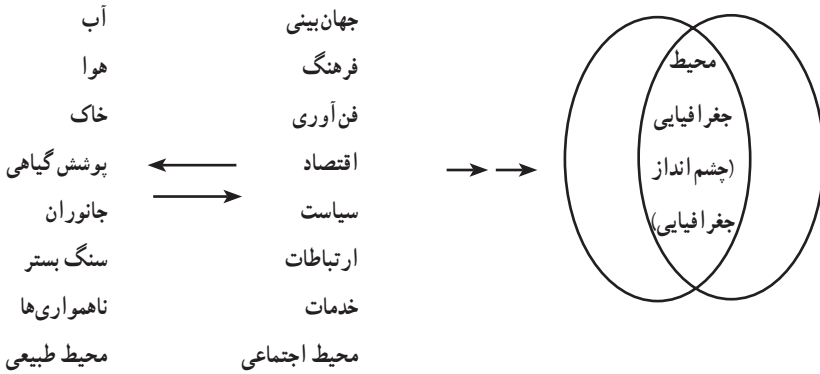 محیط
جغرافیایی
(چشم‌انداز
جغرافیایی)
جهان‌بینی
فرهنگ
فن‌آوری
اقتصاد
سیاست
ارتباطات
خدمات
محیط اجتماعی
آب
هوا
خاک
پوشش گیاهی
جانوران
سنگ بستر
ناهمواری‌ها
محیط طبیعی